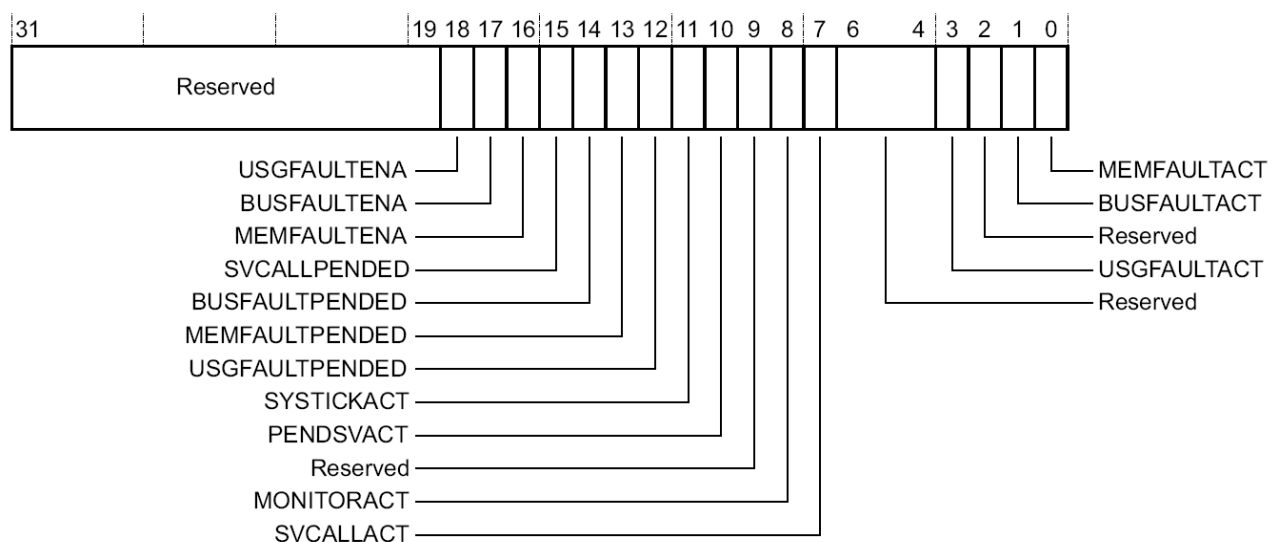 31 19 18 17 16 15 14 13 12 11 10 9 8 7 6 4 3 2 1 0
Reserved
USGFAULTENA MEMFAULTACT
BUSFAULTENA BUSFAULTACT
MEMFAULTENA Reserved
SVCALLPENDED USGFAULTACT
BUSFAULTPENDED Reserved
MEMFAULTPENDED
USGFAULTPENDED
SYSTICKACT
PENDSVACT
Reserved
MONITORACT
SVCALLACT